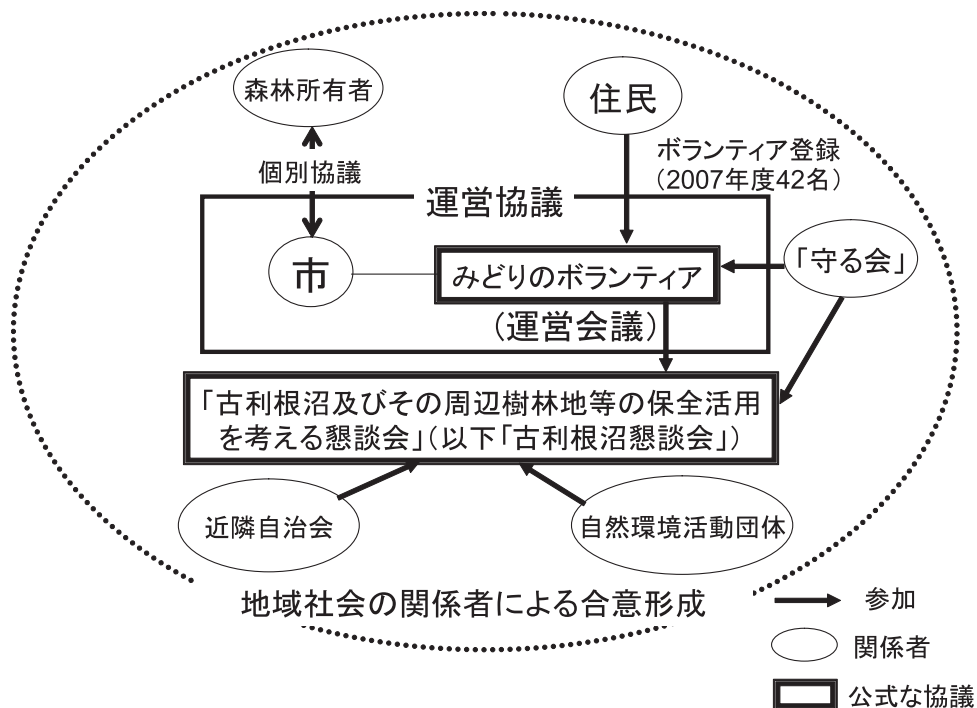 森林所有者
住民
個別協議
ボランティア登録
(2007年度42名)
運営協議
市
みどりのボランティア
「守る会」
(運営会議)
「古利根沼及びその周辺樹林地等の保全活用
を考える懇談会」(以下「古利根沼懇談会」)
近隣自治会
自然環境活動団体
地域社会の関係者による合意形成
参加
関係者
公式な協議